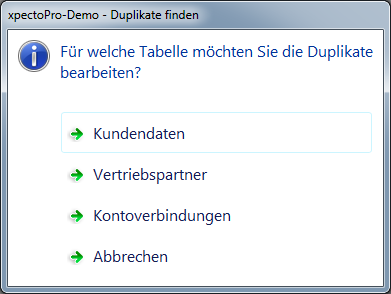 xpectoPro-Demo - Duplikate finden
Für welche Tabelle möchten Sie die Duplikate
bearbeiten?
Kundendaten
Vertriebspartner
Kontoverbindungen
Abbrechen